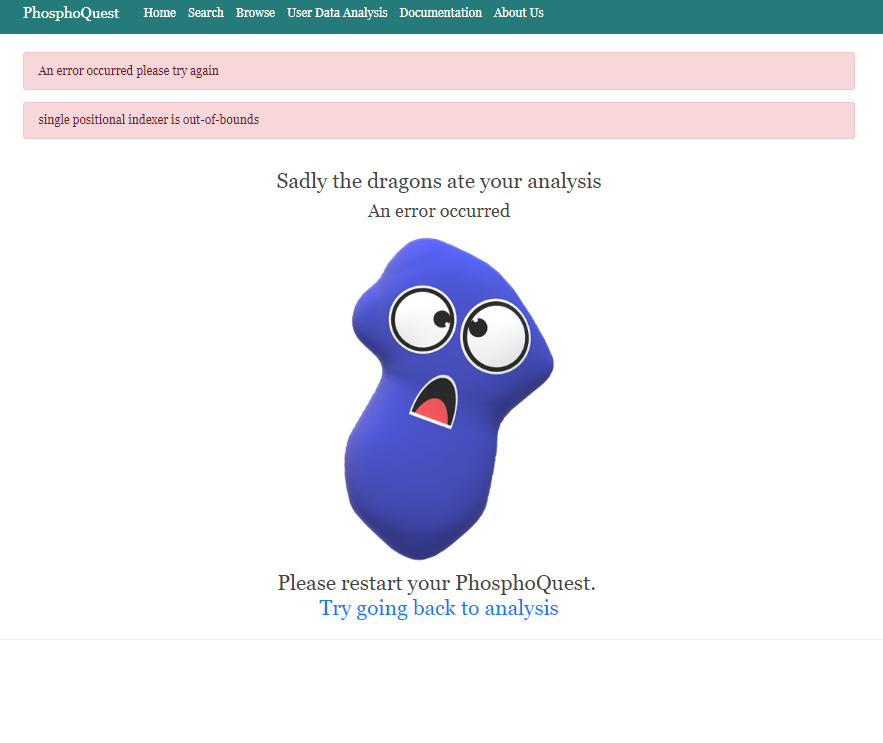 PhosphoQuest Home Search Browse User Data Analysis Documentation About Us
An error occurred please try again
single positional indexer is out-of-bounds
Sadly the dragons ate your analysis
An error occurred
Please restart your PhosphoQuest.
Try going back to analysis